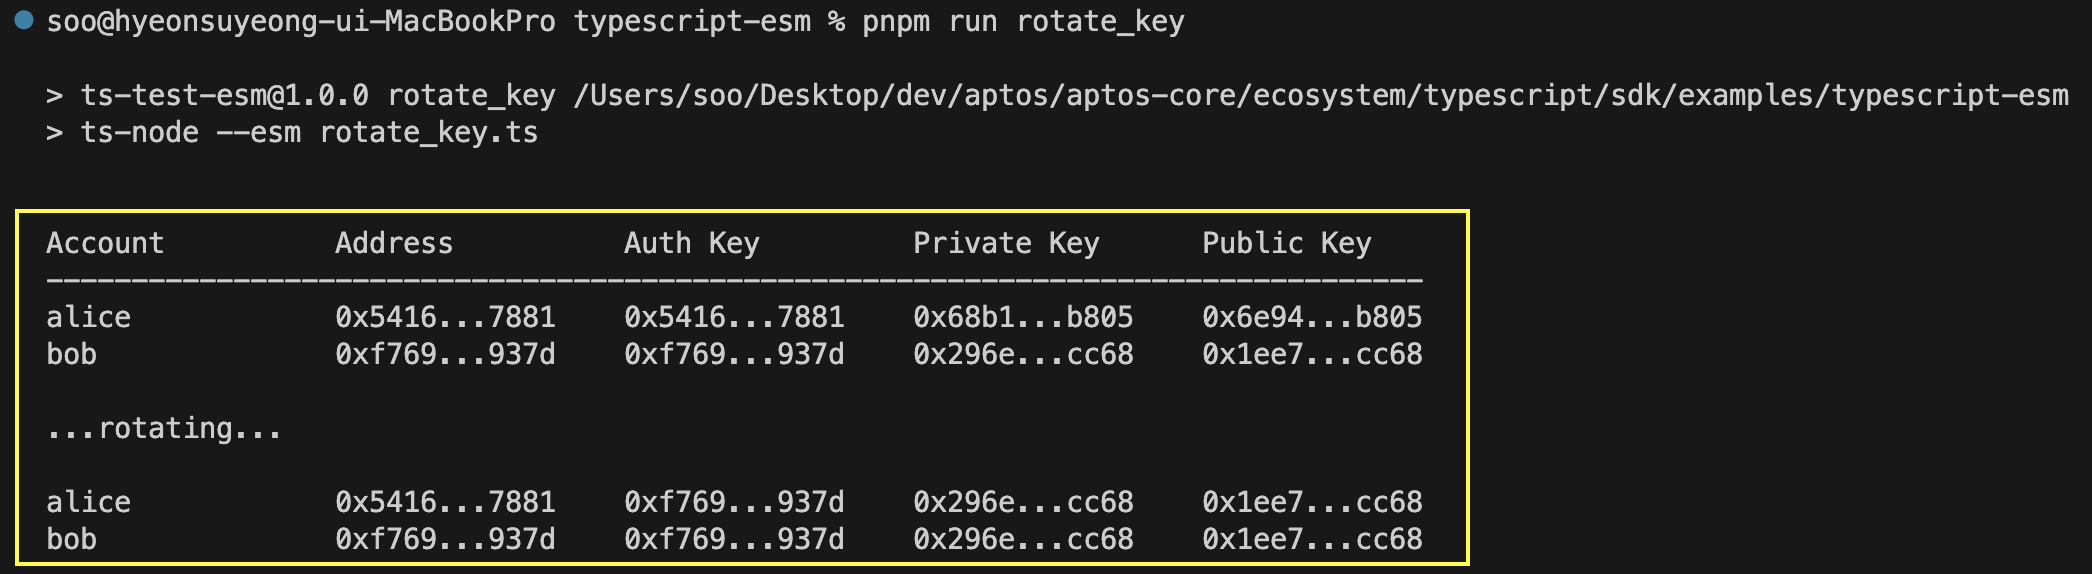 soo@hyeonsuyeong-ui-MacBookPro typescript-esm % pnpm run rotate_key
> ts-test-esm@1.0.0 rotate_key /Users/soo/Desktop/dev/aptos/aptos-core/ecosystem/typescript/sdk/examples/typescript-esm
> ts-node --esm rotate_key.ts
Account Address Auth Key Private Key Public Key
---------------------------------------------------------------------------------
alice 0x5416...7881 0x5416...7881 0x68b1...b805 0x6e94...b805
bob 0xf769...937d 0xf769...937d 0x296e...cc68 0x1ee7...cc68
...rotating...
alice 0x5416...7881 0xf769...937d 0x296e...cc68 0x1ee7...cc68
bob 0xf769...937d 0xf769...937d 0x296e...cc68 0x1ee7...cc68